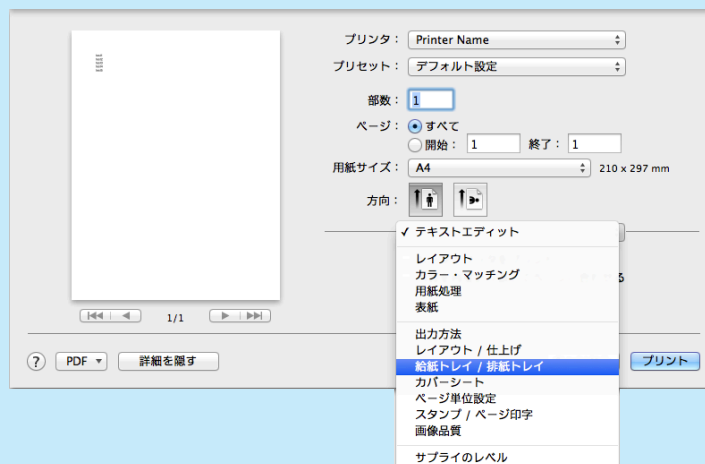 プリンタ： Printer Name
プリセット： デフォルト設定
部数： 1
ページ： すべて
開始： 1 終了： 1
用紙サイズ： A4 210 x 297 mm
方向：
✓ テキストエディット
レイアウト
カラー・マッチング
用紙処理
表紙
出力方法
レイアウト / 仕上げ
給紙トレイ / 排紙トレイ
カバーシート
ページ単位設定
スタンプ / ページ印字
画像品質
サプライのレベル
る
1/1
? PDF 詳細を隠す プリント